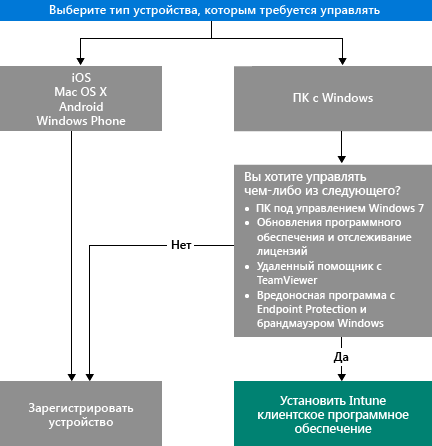 Выберите тип устройства, которым требуется управлять
iOS
Mac OS X
Android
Windows Phone
ПК с Windows
Вы хотите управлять
чем-либо из следующего?
• ПК под управлением Windows 7
• Обновления программного
обеспечения и отслеживание
лицензий
• Удаленный помощник с
TeamViewer
• Вредоносная программа с
Endpoint Protection и
брандмауэром Windows
Нет
Да
Зарегистрировать
устройство
Установить Intune
клиентское программное
обеспечение